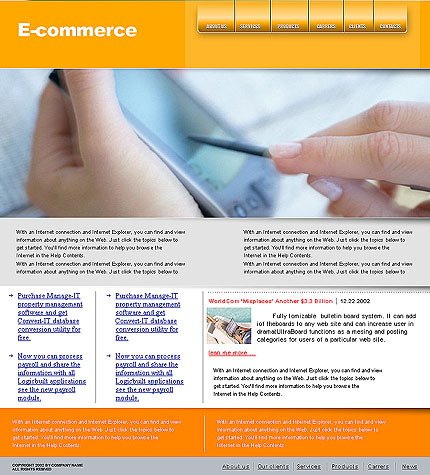 E-commerce
ABOUT US
SERVICES
PRODUCTS
CAREERS
CLIENTS
CONTACTS
With an Internet connection and Internet Explorer, you can find and view
information about anything on the Web. Just click the topics below to
get started. You'll find more information to help you browse the
Internet in the Help Contents.
With an Internet connection and Internet Explorer, you can find and view
information about anything on the Web. Just click the topics below to
With an Internet connection and Internet Explorer, you can find and view
information about anything on the Web. Just click the topics below to
get started. You'll find more information to help you browse the
Internet in the Help Contents.
With an Internet connection and Internet Explorer, you can find and view
information about anything on the Web. Just click the topics below to
Purchase Manage-IT
property management
software and get
Convert-IT database
conversion utility for
free.
Now you can process
payroll and share the
information with all
Logicbuilt applications
see the new payroll
module.
Purchase Manage-IT
property management
software and get
Convert-IT database
conversion utility for
free.
Now you can process
payroll and share the
information with all
Logicbuilt applications
see the new payroll
module.
WorldCom 'Misplaces' Another $3.3 Billion | 12.22.2002
Fully Iomizable bulletin board system. It can add
iot theboards to any web site and can increase user in
dramatiUltraBoard functions as a mesing and posting
categories for users of a particular web site.
learn me more ...
With an Internet connection and Internet Explorer, you can find and view
information about anything on the Web. Just click the topics below to
get started. You'll find more information to help you browse the
Internet in the Help Contents.
With an Internet connection and Internet Explorer, you can find and view
information about anything on the Web. Just click the topics below to
get started. You'll find more information to help you browse the
Internet in the Help Contents.
With an Internet connection and Internet Explorer, you can find and view
information about anything on the Web. Just click the topics below to
get started. You'll find more information to help you browse the
Internet in the Help Contents.
COPYRIGHT 2002 BY COMPANY NAME
ALL RIGHTS RESERVED
About Us Our clients Services Products Careers News